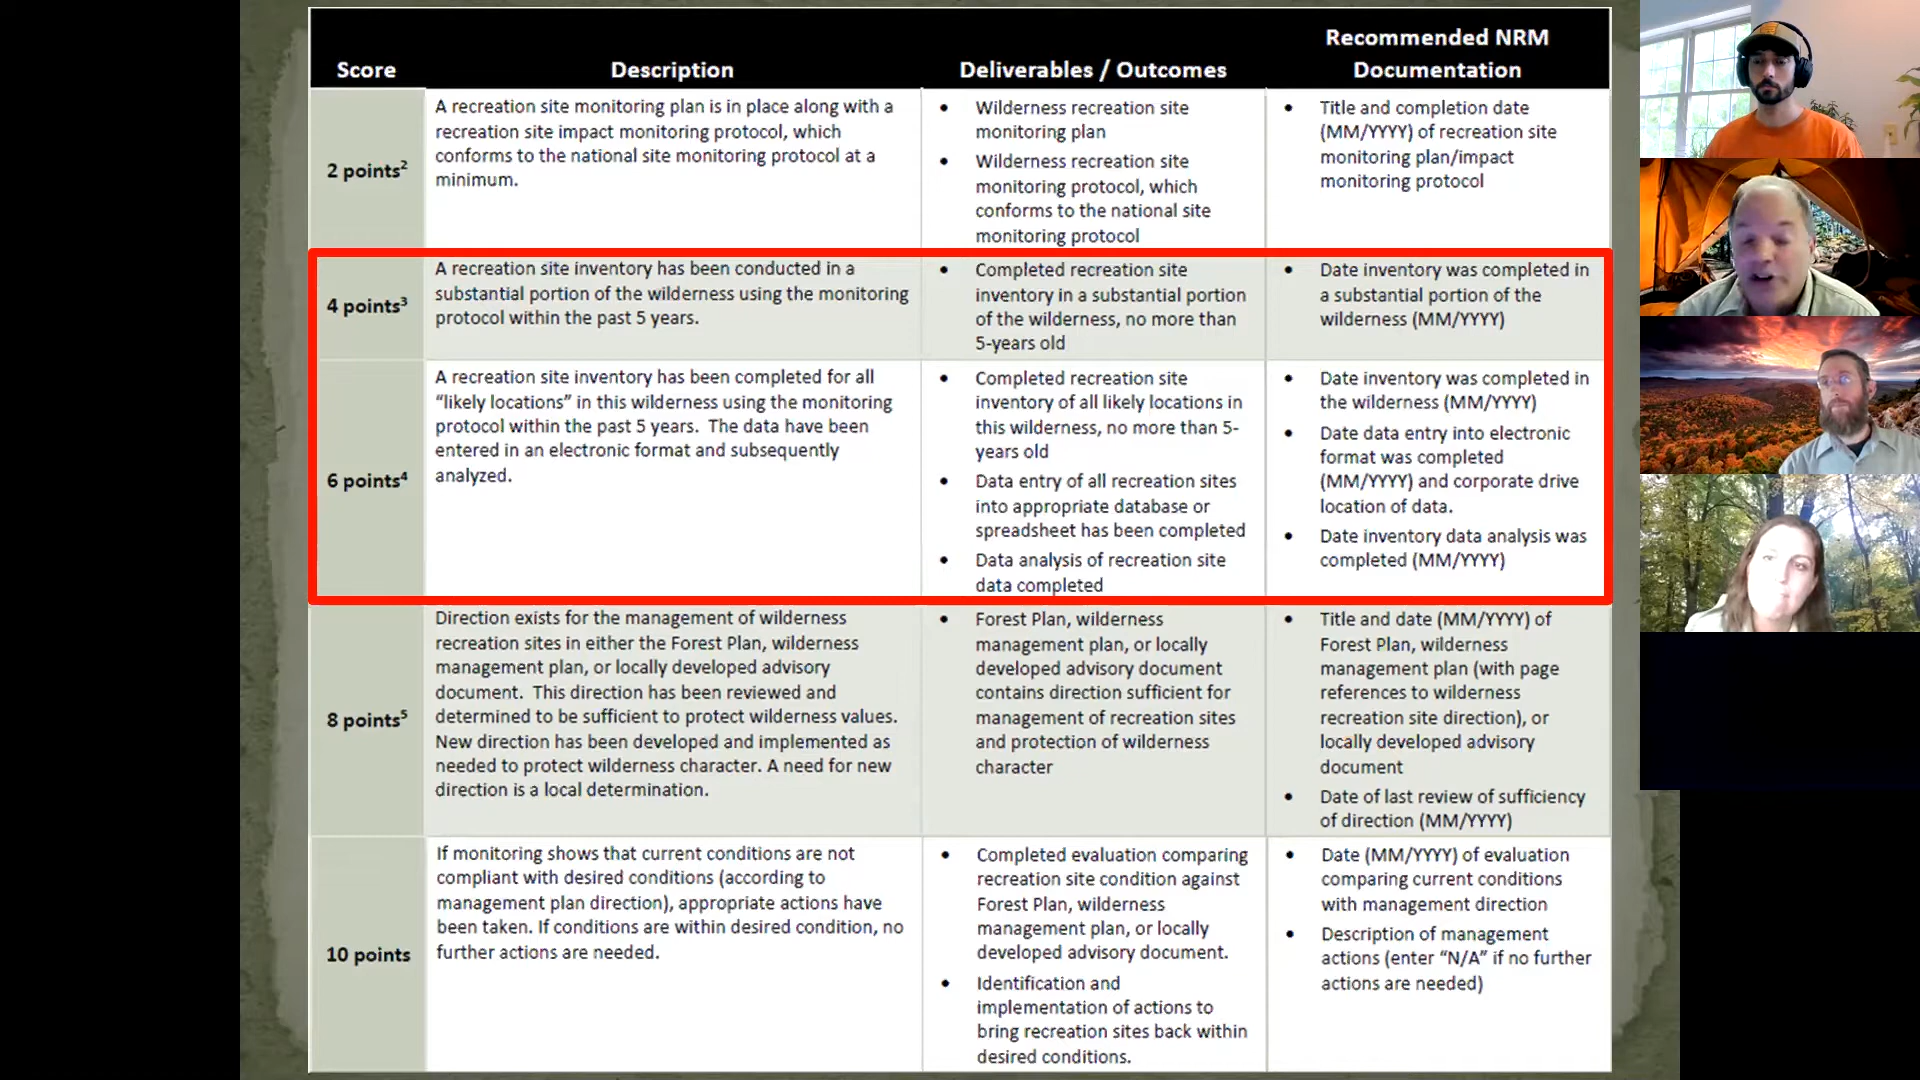 Score
Description
Deliverables / Outcomes
Recommended NRM
Documentation
2 points²
A recreation site monitoring plan is in place along with a
recreation site impact monitoring protocol, which
conforms to the national site monitoring protocol at a
minimum.
• Wilderness recreation site
monitoring plan
• Wilderness recreation site
monitoring protocol, which
conforms to the national site
monitoring protocol
• Title and completion date
(MM/YYYY) of recreation site
monitoring plan/impact
monitoring protocol
4 points³
A recreation site inventory has been conducted in a
substantial portion of the wilderness using the monitoring
protocol within the past 5 years.
• Completed recreation site
inventory in a substantial portion
of the wilderness, no more than
5-years old
• Date inventory was completed in
a substantial portion of the
wilderness (MM/YYYY)
6 points⁴
A recreation site inventory has been completed for all
“likely locations” in this wilderness using the monitoring
protocol within the past 5 years. The data have been
entered in an electronic format and subsequently
analyzed.
• Completed recreation site
inventory of all likely locations in
this wilderness, no more than 5-
years old
• Data entry of all recreation sites
into appropriate database or
spreadsheet has been completed
• Data analysis of recreation site
data completed
• Date inventory was completed in
the wilderness (MM/YYYY)
• Date data entry into electronic
format was completed
(MM/YYYY) and corporate drive
location of data.
• Date inventory data analysis was
completed (MM/YYYY)
8 points⁵
Direction exists for the management of wilderness
recreation sites in either the Forest Plan, wilderness
management plan, or locally developed advisory
document. This direction has been reviewed and
determined to be sufficient to protect wilderness values.
New direction has been developed and implemented as
needed to protect wilderness character. A need for new
direction is a local determination.
• Forest Plan, wilderness
management plan, or locally
developed advisory document
contains direction sufficient for
management of recreation sites
and protection of wilderness
character
• Title and date (MM/YYYY) of
Forest Plan, wilderness
management plan (with page
references to wilderness
recreation site direction), or
locally developed advisory
document
• Date of last review of sufficiency
of direction (MM/YYYY)
10 points
If monitoring shows that current conditions are not
compliant with desired conditions (according to
management plan direction), appropriate actions have
been taken. If conditions are within desired condition, no
further actions are needed.
• Completed evaluation comparing
recreation site condition against
Forest Plan, wilderness
management plan, or locally
developed advisory document.
• Identification and
implementation of actions to
bring recreation sites back within
desired conditions.
• Date (MM/YYYY) of evaluation
comparing current conditions
with management direction
• Description of management
actions (enter “N/A” if no further
actions are needed)